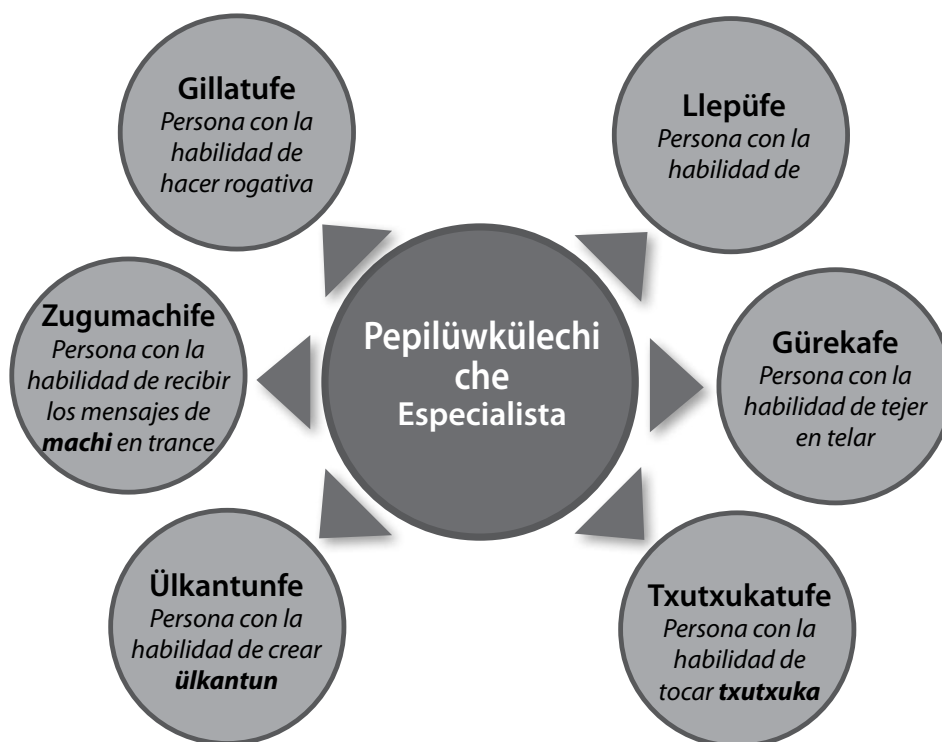 Gillatufe
Persona con la
habilidad de
hacer rogativa
Llepüfe
Persona con la
habilidad de
Zugumachife
Persona con la
habilidad de recibir
los mensajes de
machi en trance
Pepilüwkülechi
che
Especialista
Gürekafe
Persona con la
habilidad de tejer
en telar
Ülkantunfe
Persona con la
habilidad de crear
ülkantun
Txutxukatufe
Persona con la
habilidad de
tocar txutxuka